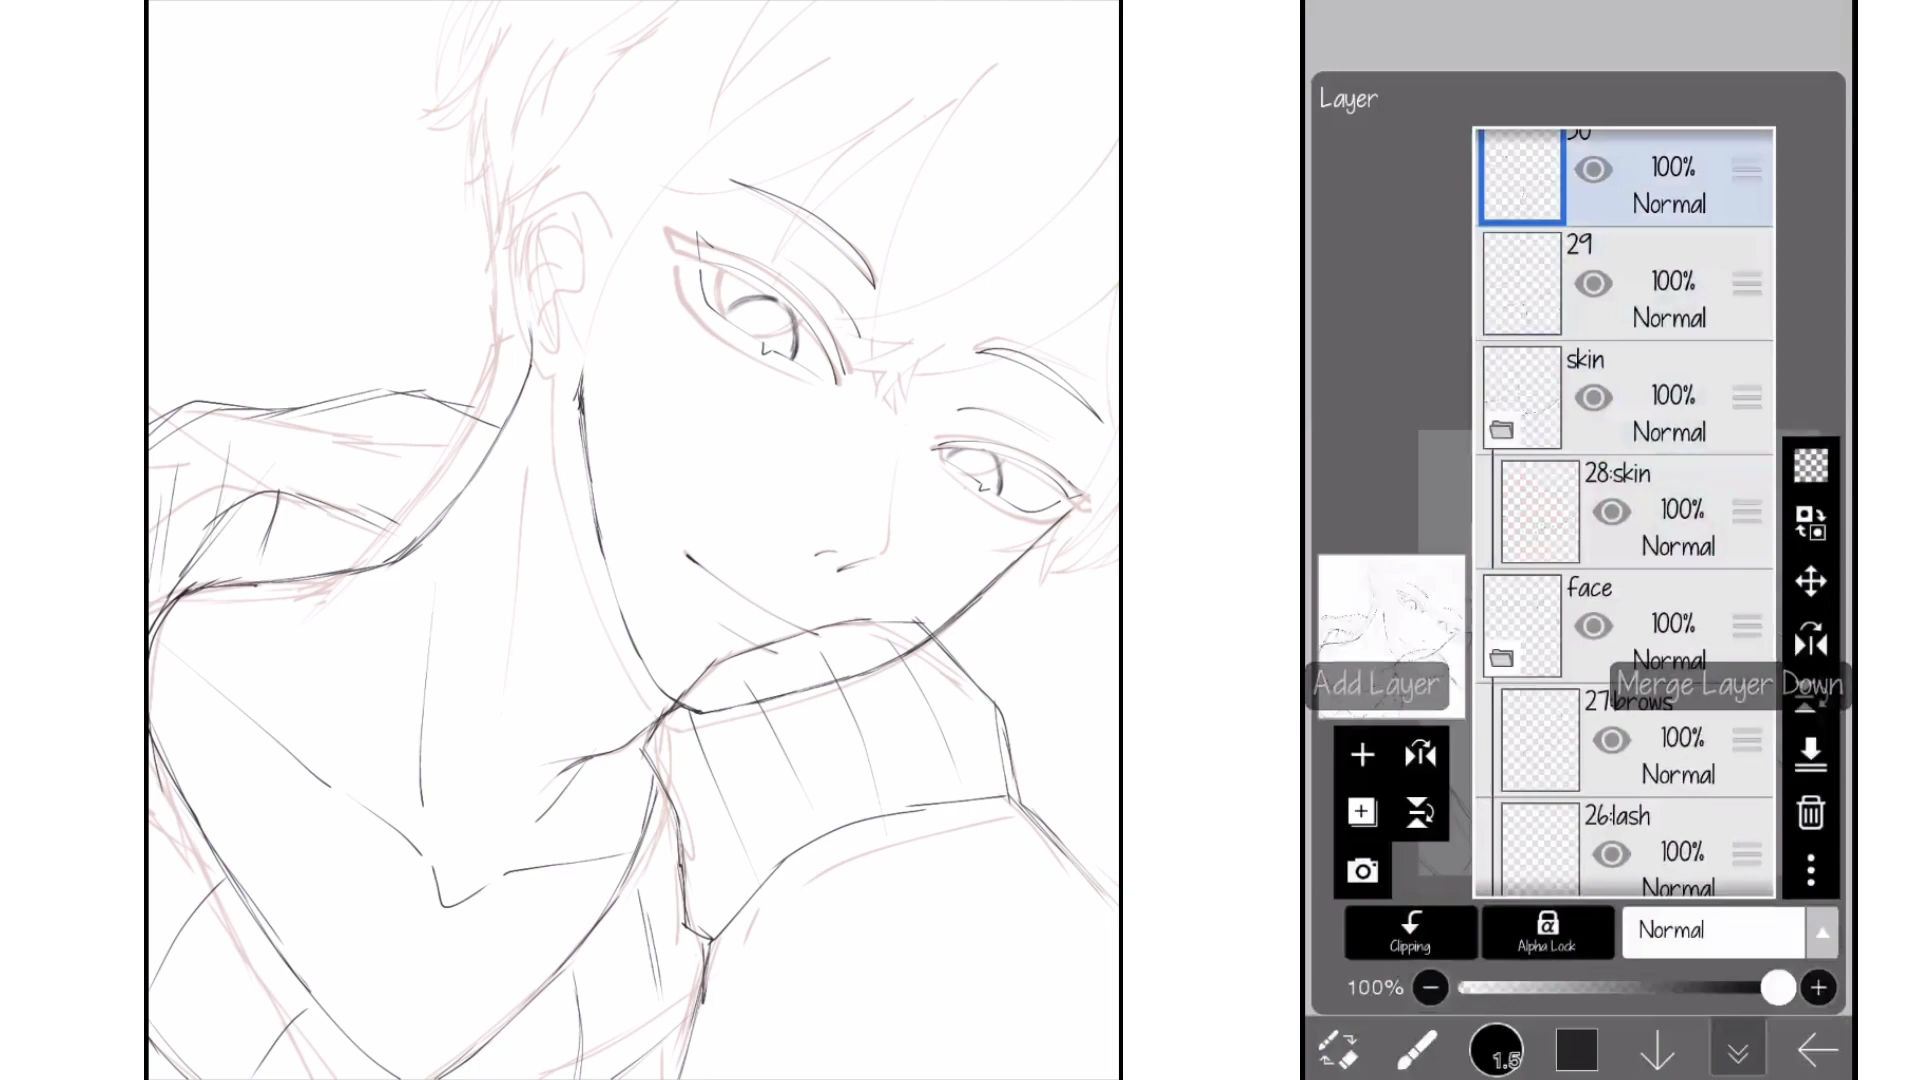 Layer
30
100%
Normal
29
100%
Normal
skin
100%
Normal
28:skin
100%
Normal
face
100%
Normal
Add Layer
Merge Layer Down
27:brows
100%
Normal
26:lash
100%
Normal
Clipping
Alpha Lock
Normal
100%
1.5